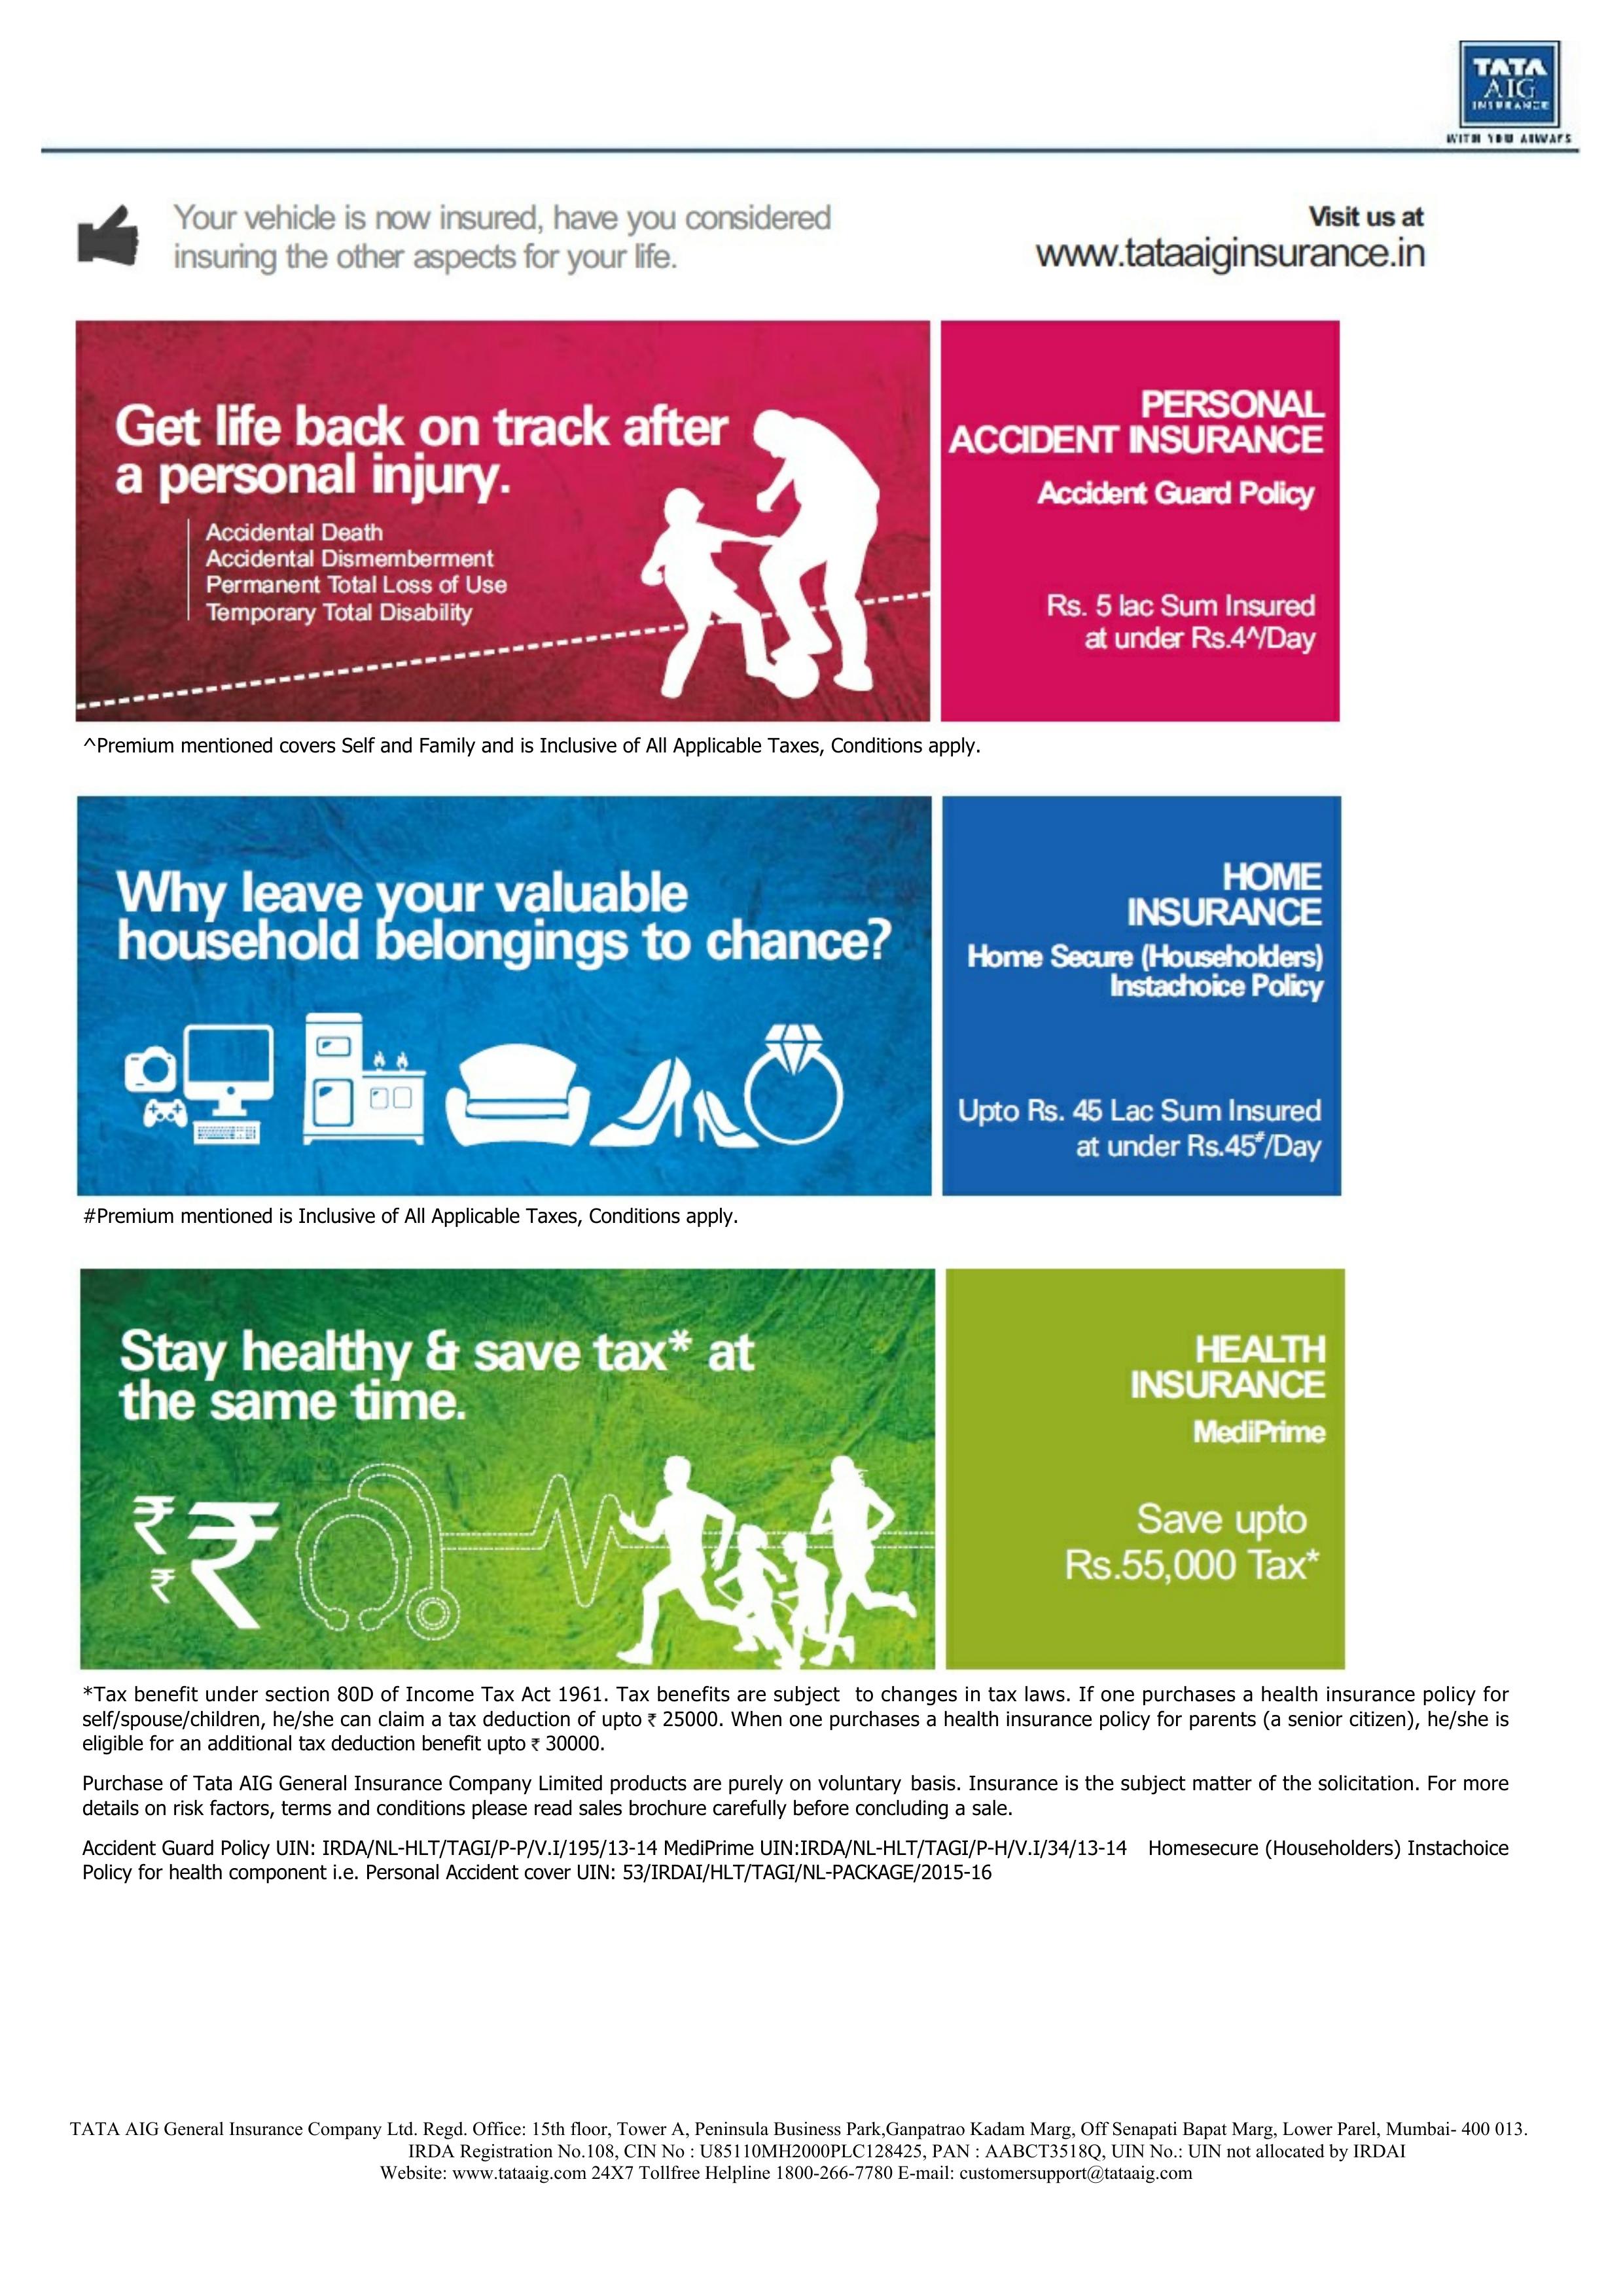 TATA
AIG
INSURANCE
WITH YOU ALWAYS
Your vehicle is now insured, have you considered
insuring the other aspects for your life.
Visit us at
www.tataaiginsurance.in
Get life back on track after
a personal injury.
Accidental Death
Accidental Dismemberment
Permanent Total Loss of Use
Temporary Total Disability
PERSONAL
ACCIDENT INSURANCE
Accident Guard Policy
Rs. 5 lac Sum Insured
at under Rs.4^/Day
^Premium mentioned covers Self and Family and is Inclusive of All Applicable Taxes, Conditions apply.
Why leave your valuable
household belongings to chance?
HOME
INSURANCE
Home Secure (Householders)
Instachoice Policy
Upto Rs. 45 Lac Sum Insured
at under Rs.45#/Day
#Premium mentioned is Inclusive of All Applicable Taxes, Conditions apply.
Stay healthy & save tax* at
the same time.
₹ ₹
₹
HEALTH
INSURANCE
MediPrime
Save upto
Rs.55,000 Tax*
*Tax benefit under section 80D of Income Tax Act 1961. Tax benefits are subject to changes in tax laws. If one purchases a health insurance policy for
self/spouse/children, he/she can claim a tax deduction of upto ₹ 25000. When one purchases a health insurance policy for parents (a senior citizen), he/she is
eligible for an additional tax deduction benefit upto ₹ 30000.
Purchase of Tata AIG General Insurance Company Limited products are purely on voluntary basis. Insurance is the subject matter of the solicitation. For more
details on risk factors, terms and conditions please read sales brochure carefully before concluding a sale.
Accident Guard Policy UIN: IRDA/NL-HLT/TAGI/P-P/V.I/195/13-14 MediPrime UIN:IRDA/NL-HLT/TAGI/P-H/V.I/34/13-14 Homesecure (Householders) Instachoice
Policy for health component i.e. Personal Accident cover UIN: 53/IRDAI/HLT/TAGI/NL-PACKAGE/2015-16
TATA AIG General Insurance Company Ltd. Regd. Office: 15th floor, Tower A, Peninsula Business Park,Ganpatrao Kadam Marg, Off Senapati Bapat Marg, Lower Parel, Mumbai- 400 013.
IRDA Registration No.108, CIN No : U85110MH2000PLC128425, PAN : AABCT3518Q, UIN No.: UIN not allocated by IRDAI
Website: www.tataaig.com 24X7 Tollfree Helpline 1800-266-7780 E-mail: customersupport@tataaig.com